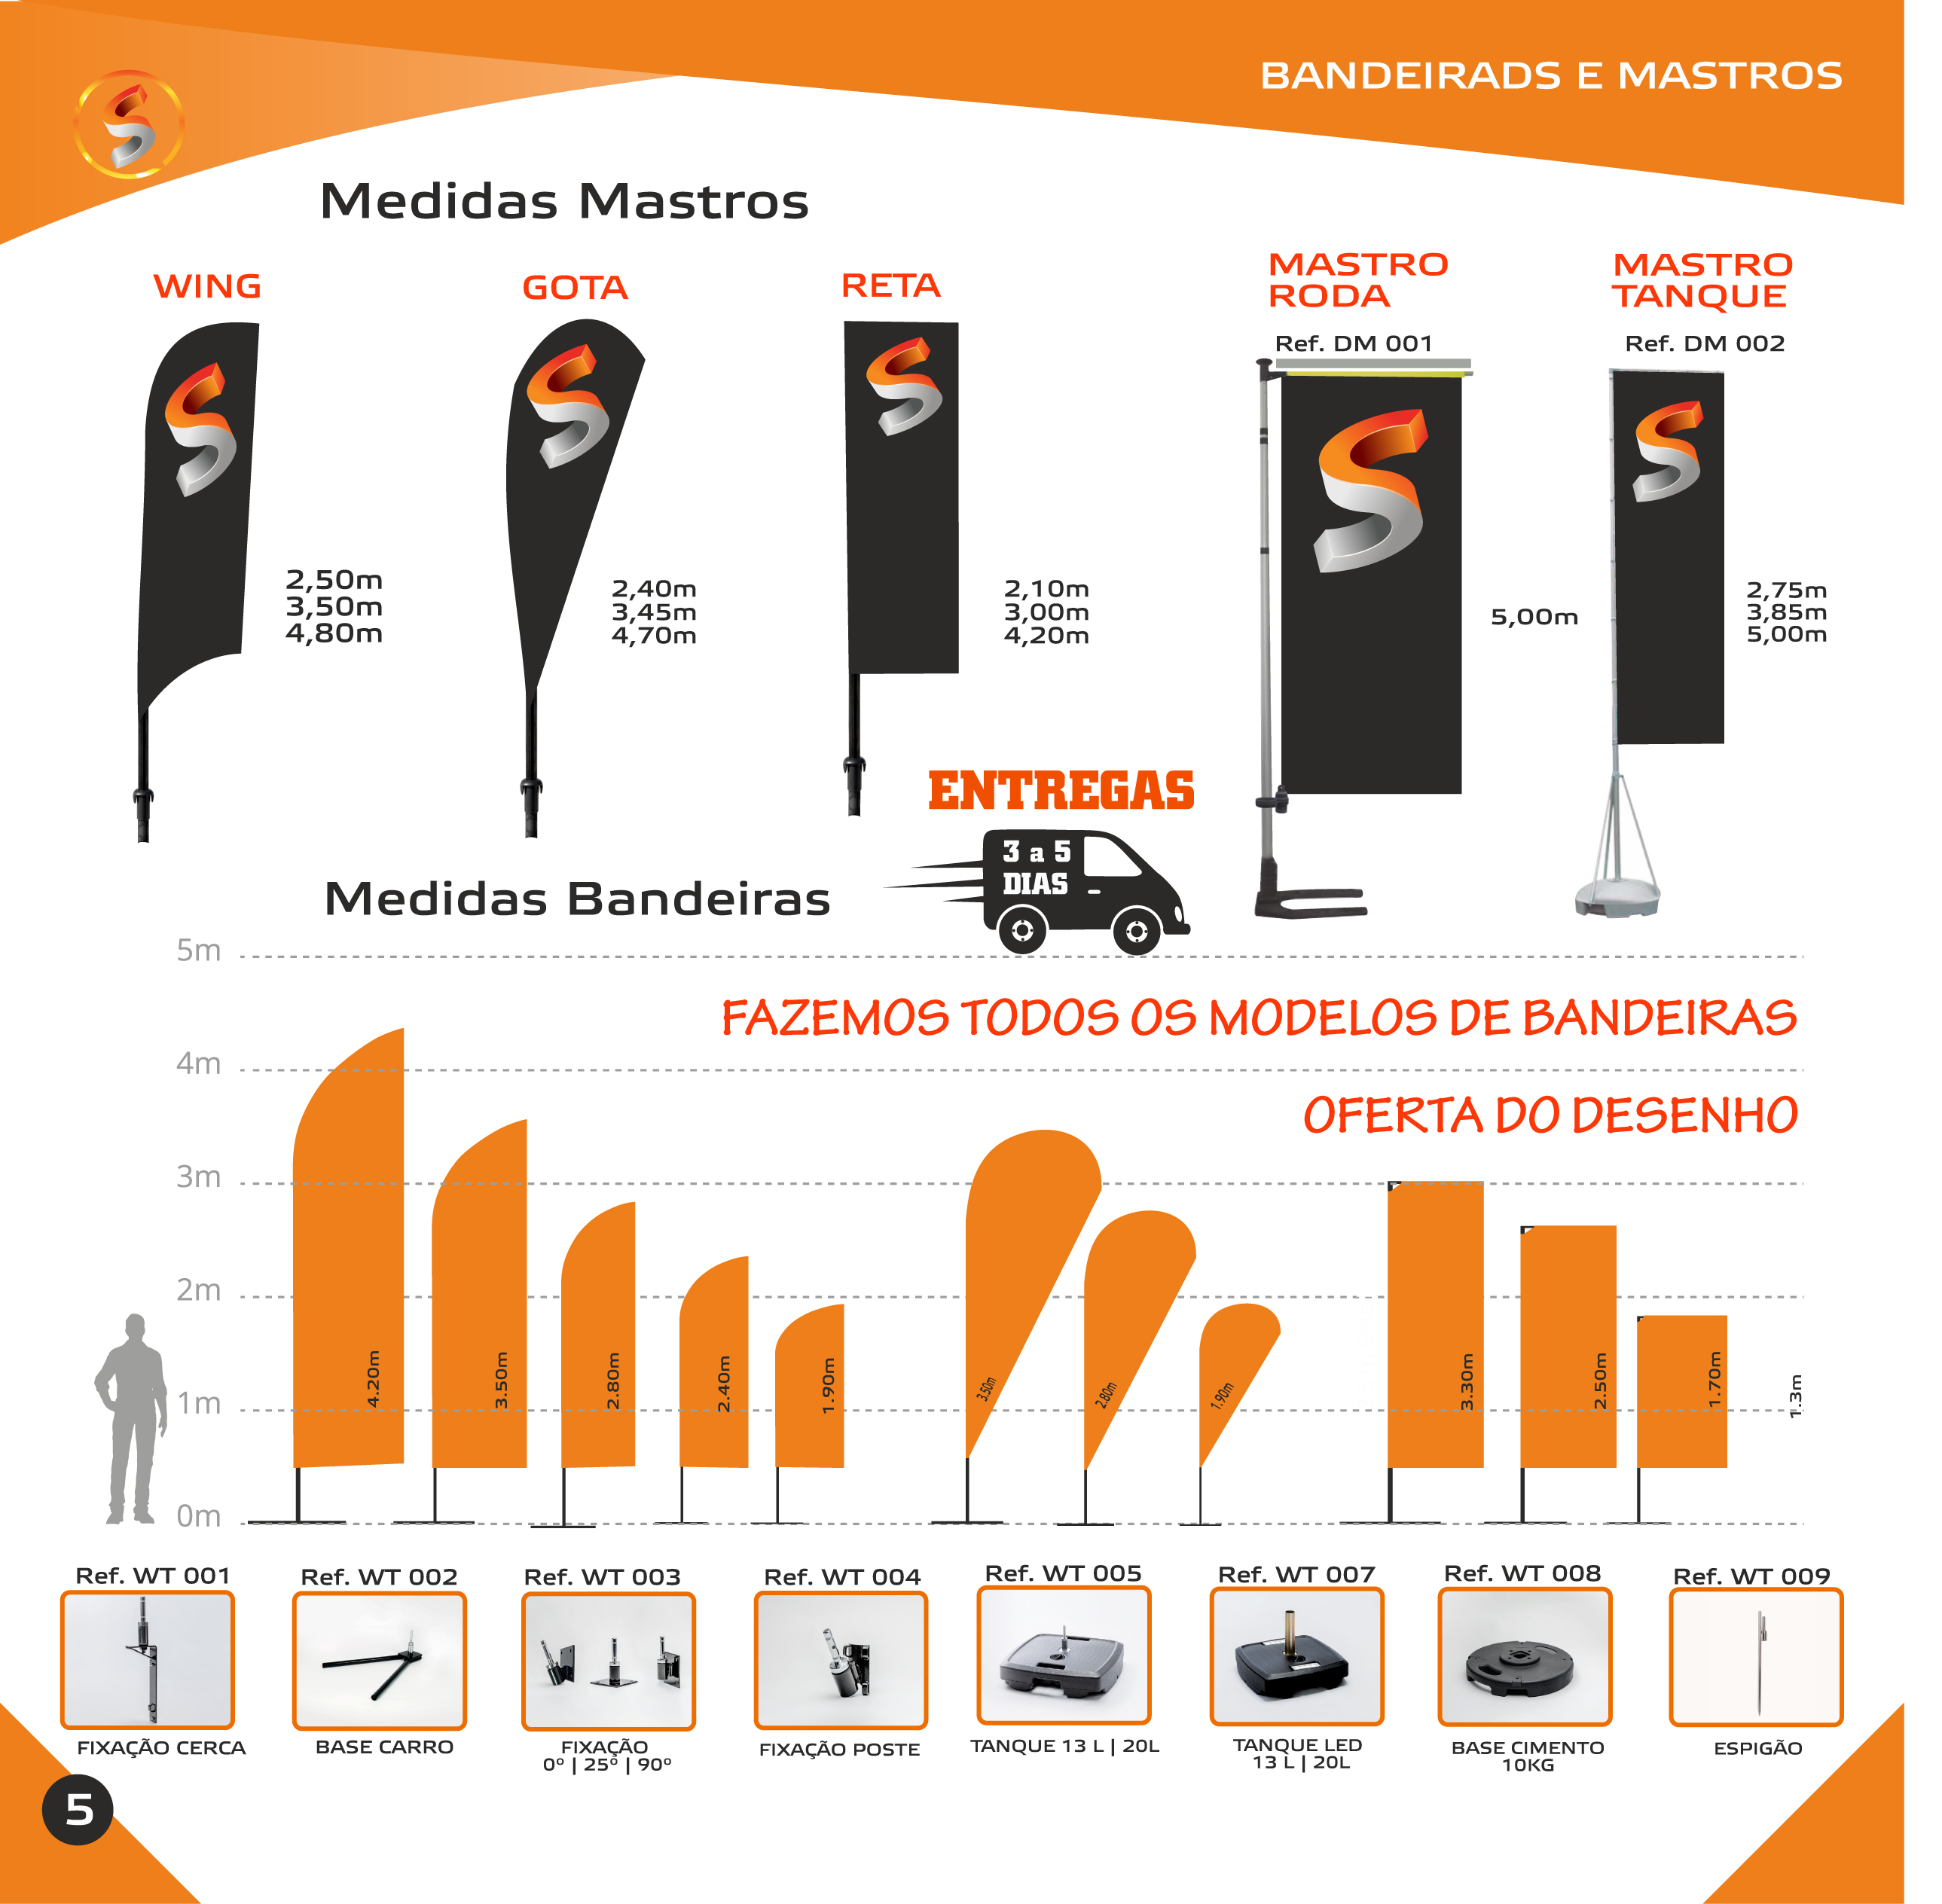 BANDEIRADS E MASTROS
Medidas Mastros
WING
GOTA
RETA
MASTRO
RODA
MASTRO
TANQUE
Ref. DM 001
Ref. DM 002
2,50m
3,50m
4,80m
2,40m
3,45m
4,70m
2,10m
3,00m
4,20m
5,00m
2,75m
3,85m
5,00m
ENTREGAS
3 a 5
DIAS
Medidas Bandeiras
5m
FAZEMOS TODOS OS MODELOS DE BANDEIRAS
4m
OFERTA DO DESENHO
3m
2m
1m
0m
4.20m
3.50m
2.80m
2.40m
1.90m
3.50m
2.80m
1.90m
3.30m
2.50m
1.70m
1.3m
Ref. WT 001
Ref. WT 002
Ref. WT 003
Ref. WT 004
Ref. WT 005
Ref. WT 007
Ref. WT 008
Ref. WT 009
FIXAÇÃO CERCA
BASE CARRO
FIXAÇÃO
0º | 25º | 90º
FIXAÇÃO POSTE
TANQUE 13 L | 20L
TANQUE LED
13 L | 20L
BASE CIMENTO
10KG
ESPIGÃO
5